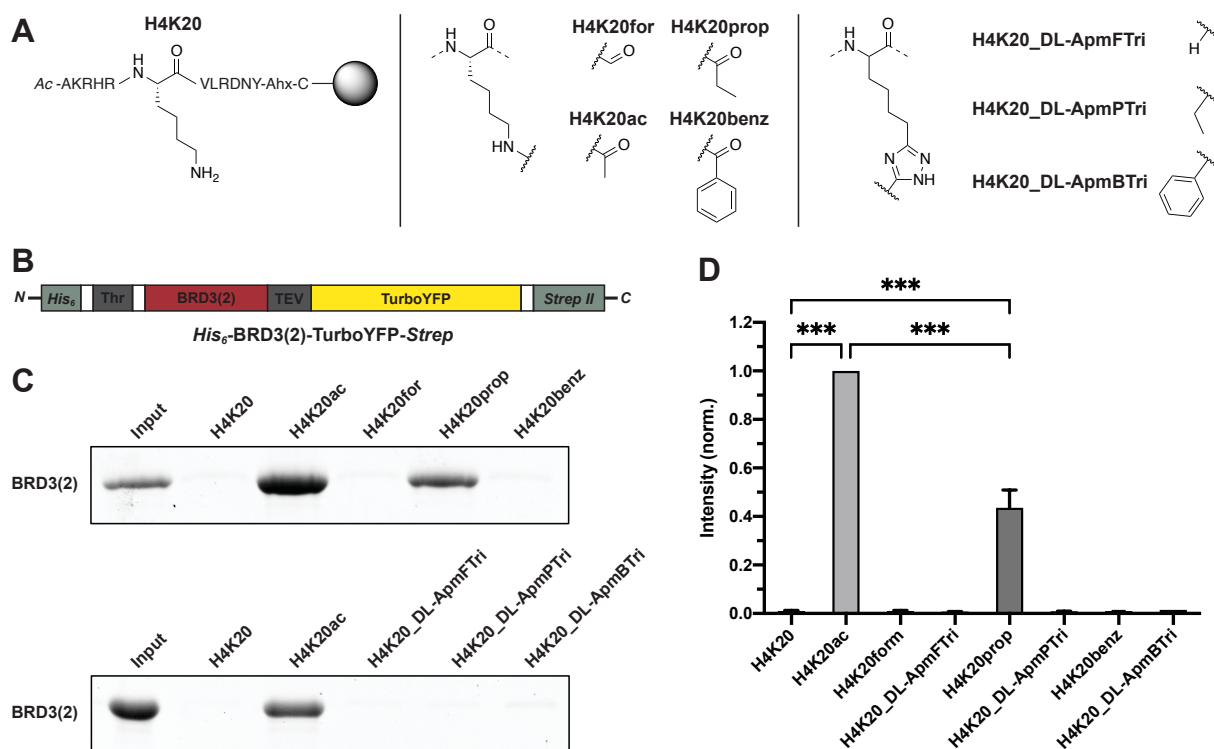 A
H4K20
Ac -AKRHR
H
N
O
VLRDNY-Ahx-C
NH₂
H
N
O
HN
H4K20for
H4K20prop
O
O
H4K20ac
H4K20benz
O
O
H
N
O
N
N
NH
H4K20_DL-ApmFTri
H
H4K20_DL-ApmPTri
H4K20_DL-ApmBTri
B
N
His₆
Thr
BRD3(2)
TEV
TurboYFP
Strep II
C
His₆-BRD3(2)-TurboYFP-Strep
C
Input
H4K20
H4K20ac
H4K20for
H4K20prop
H4K20benz
BRD3(2)
Input
H4K20
H4K20ac
H4K20_DL-ApmFTri
H4K20_DL-ApmPTri
H4K20_DL-ApmBTri
BRD3(2)
D
***
***
***
Intensity (norm.)
1.2
1.0
0.8
0.6
0.4
0.2
0.0
H4K20
H4K20ac
H4K20form
H4K20_DL-ApmFTri
H4K20prop
H4K20_DL-ApmPTri
H4K20benz
H4K20_DL-ApmBTri